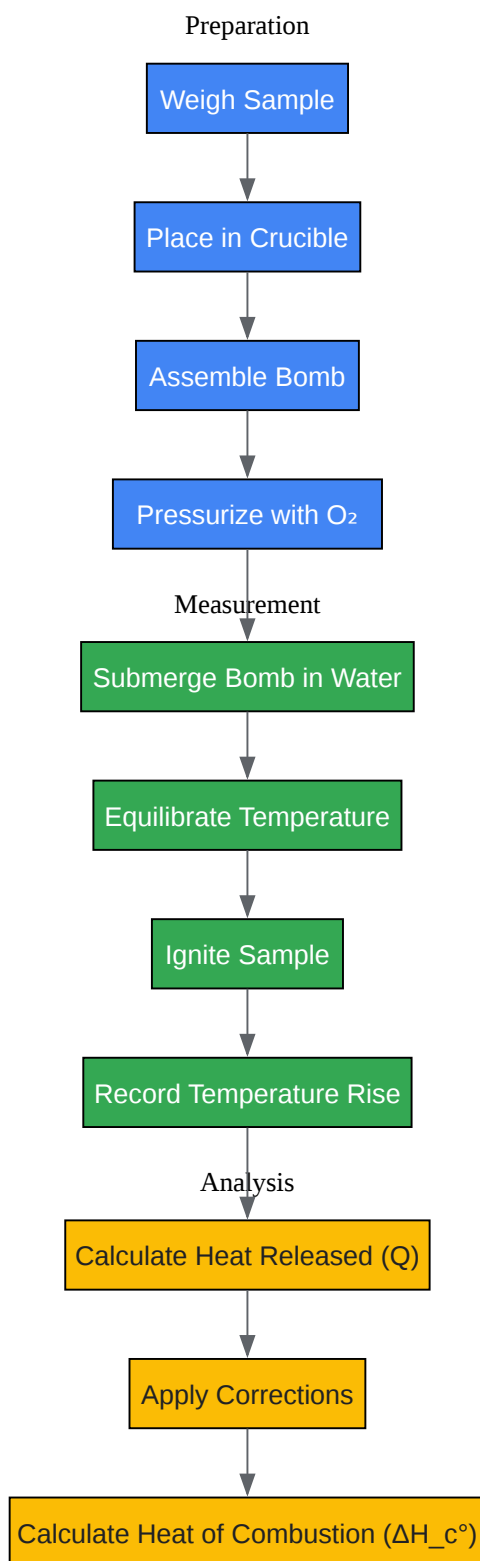 Preparation
Weigh Sample
Place in Crucible
Assemble Bomb
Pressurize with O₂
Measurement
Submerge Bomb in Water
Equilibrate Temperature
Ignite Sample
Record Temperature Rise
Analysis
Calculate Heat Released (Q)
Apply Corrections
Calculate Heat of Combustion (ΔH_c°)